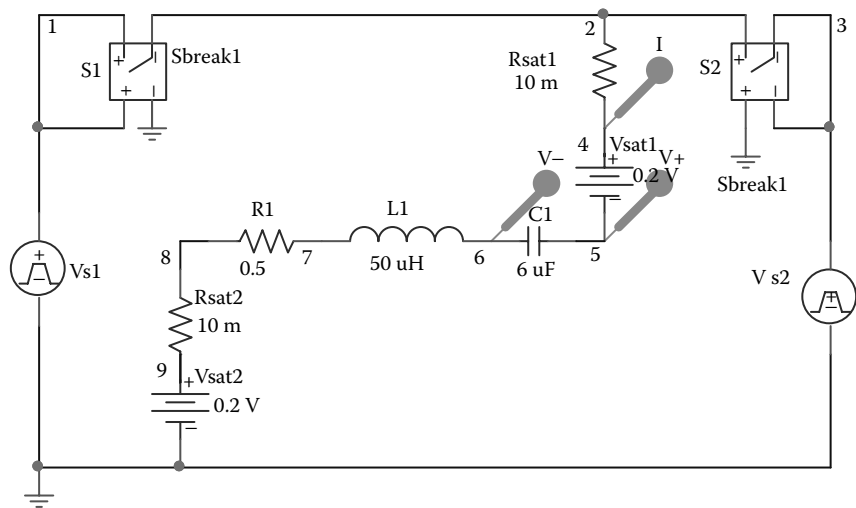 1
2
3
S1
Sbreak1
Rsat1
10 m
I
S2
+
−
+
−
+
−
+
−
4
Vsat1
+
0.2 V
−
V+
V−
Sbreak1
R1
L1
C1
8
0.5
7
50 uH
6
6 uF
5
+
−
Vs1
V s2
+
−
Rsat2
10 m
9
+
Vsat2
0.2 V
−